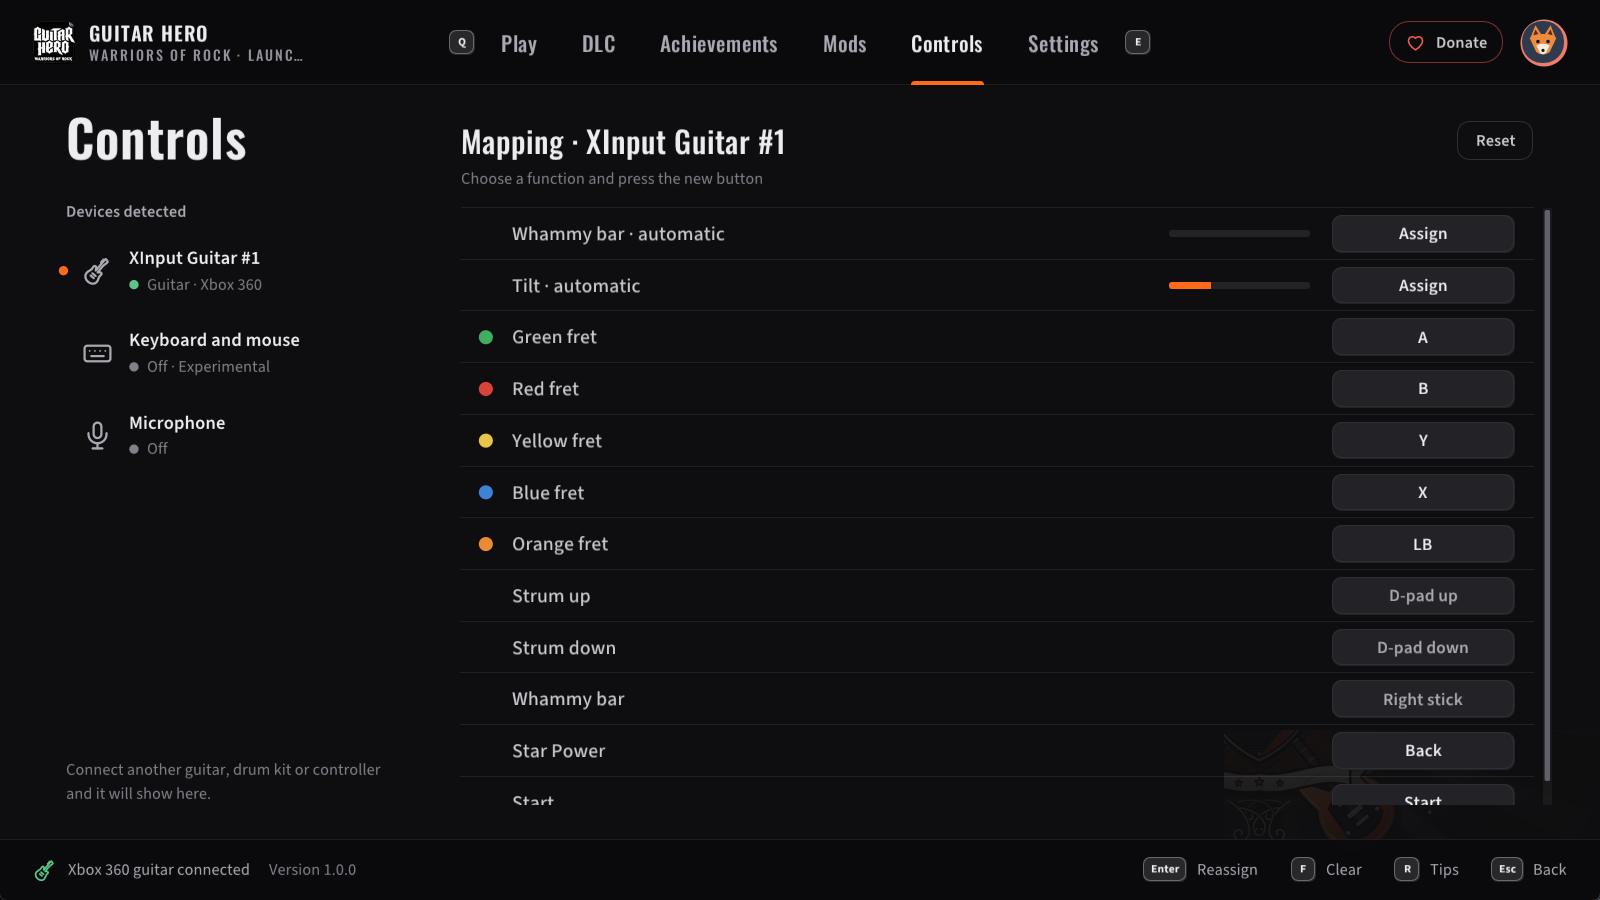 GUITAR HERO
WARRIORS OF ROCK
GUITAR HERO
WARRIORS OF ROCK · LAUNC...
Q
Play
DLC
Achievements
Mods
Controls
Settings
E
Donate
Controls
Devices detected
XInput Guitar #1
Guitar · Xbox 360
Keyboard and mouse
Off · Experimental
Microphone
Off
Connect another guitar, drum kit or controller
and it will show here.
Mapping · XInput Guitar #1
Reset
Choose a function and press the new button
Whammy bar · automatic
Assign
Tilt · automatic
Assign
Green fret
A
Red fret
B
Yellow fret
Y
Blue fret
X
Orange fret
LB
Strum up
D-pad up
Strum down
D-pad down
Whammy bar
Right stick
Star Power
Back
Start
Start
Xbox 360 guitar connected
Version 1.0.0
Enter
Reassign
F
Clear
R
Tips
Esc
Back